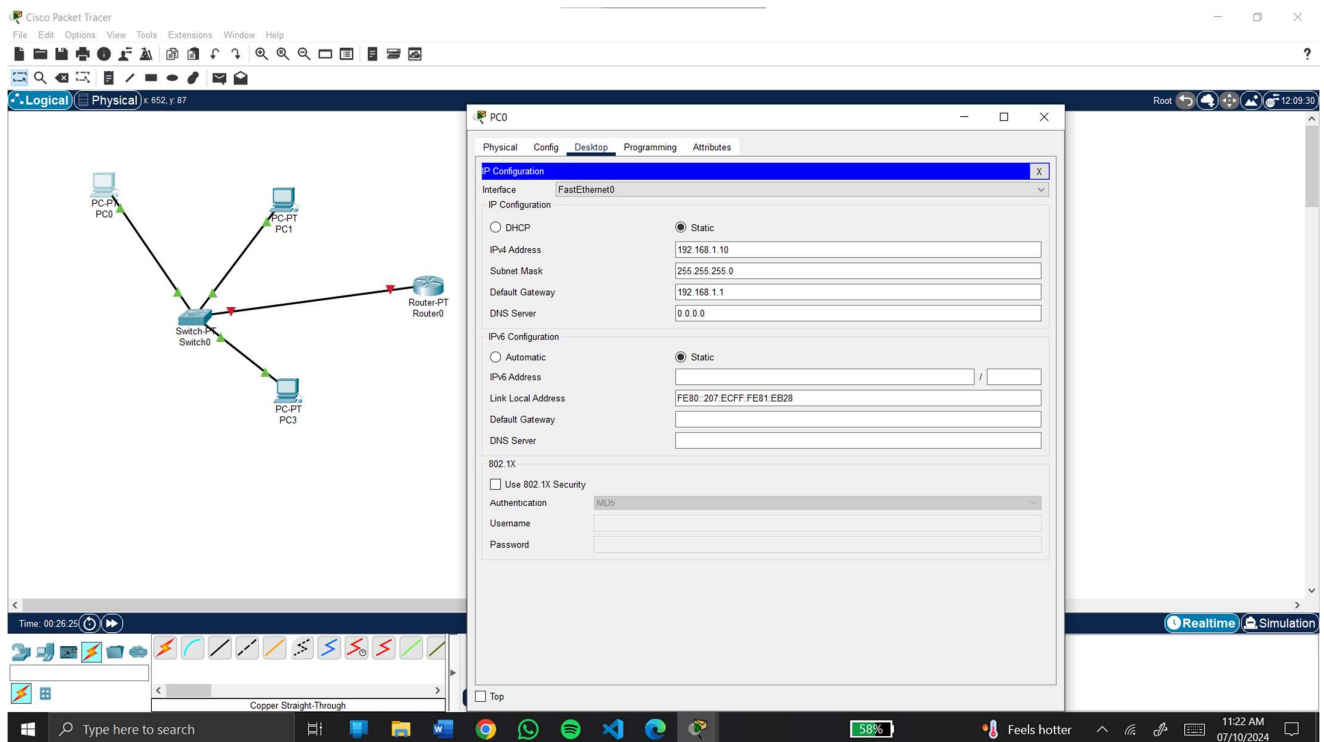 Cisco Packet Tracer
File Edit Options View Tools Extensions Window Help
?
Logical Physical x: 652, y: 87
Root 12:09:30
PC0
Physical Config Desktop Programming Attributes
IP Configuration X
Interface FastEthernet0
IP Configuration
DHCP Static
IPv4 Address 192.168.1.10
Subnet Mask 255.255.255.0
Default Gateway 192.168.1.1
DNS Server 0.0.0.0
IPv6 Configuration
Automatic Static
IPv6 Address /
Link Local Address FE80::207:ECFF:FE81:EB28
Default Gateway
DNS Server
802.1X
Use 802.1X Security
Authentication MD5
Username
Password
Top
PC-PT
PC0
PC-PT
PC1
Router-PT
Router0
Switch-PT
Switch0
PC-PT
PC3
Time: 00:26:25
Realtime Simulation
Copper Straight-Through
Type here to search
58%
Feels hotter
11:22 AM
07/10/2024